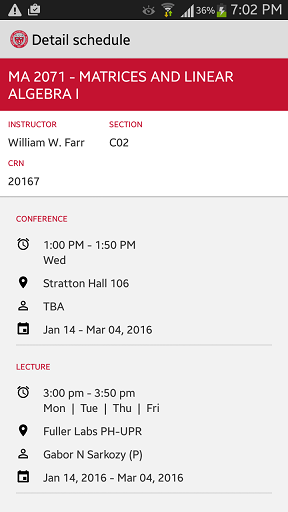 36% 7:02 PM
Detail schedule
MA 2071 - MATRICES AND LINEAR
ALGEBRA I
INSTRUCTOR SECTION
William W. Farr C02
CRN
20167
CONFERENCE
1:00 PM - 1:50 PM
Wed
Stratton Hall 106
TBA
Jan 14 - Mar 04, 2016
LECTURE
3:00 pm - 3:50 pm
Mon | Tue | Thu | Fri
Fuller Labs PH-UPR
Gabor N Sarkozy (P)
Jan 14, 2016 - Mar 04, 2016